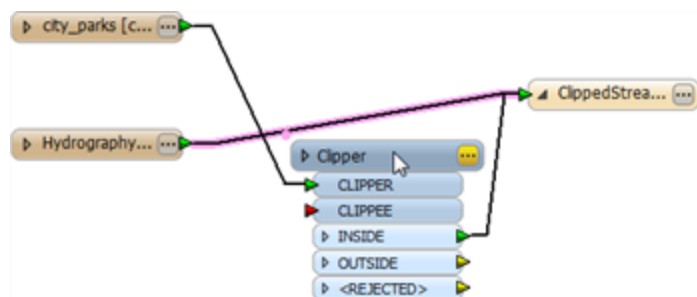 city_parks [c...
Hydrography...
ClippedStrea...
Clipper
CLIPPER
CLIPPEE
INSIDE
OUTSIDE
<REJECTED>